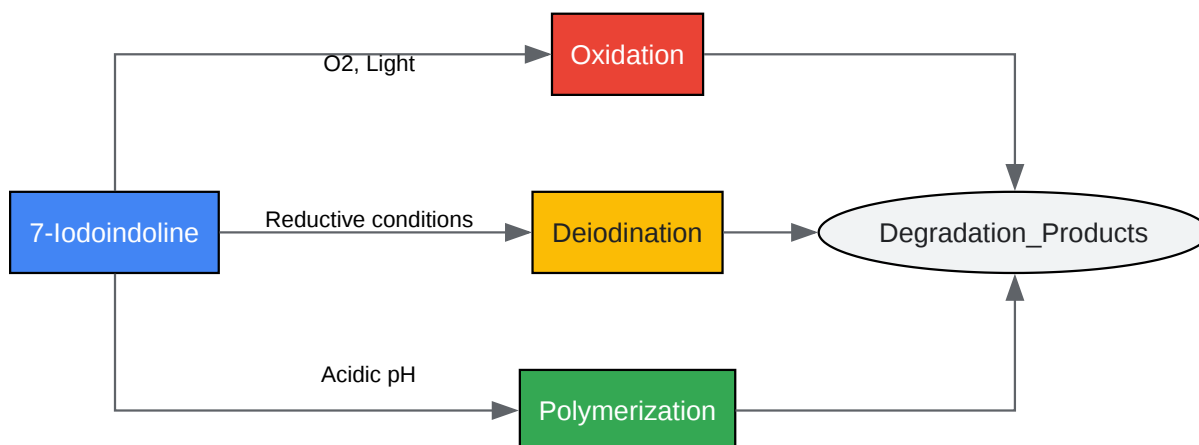 Oxidation
O2, Light
7-Iodoindoline
Reductive conditions
Deiodination
Degradation_Products
Acidic pH
Polymerization